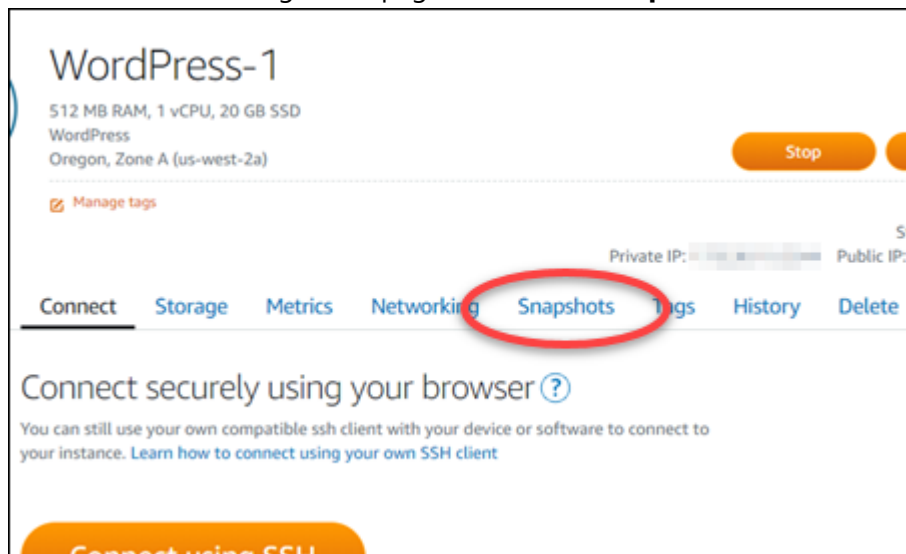 WordPress-1
512 MB RAM, 1 vCPU, 20 GB SSD
WordPress
Oregon, Zone A (us-west-2a)
Stop
Manage tags
Private IP: Public IP:
Connect Storage Metrics Networking Snapshots Tags History Delete
Connect securely using your browser ?
You can still use your own compatible ssh client with your device or software to connect to
your instance. Learn how to connect using your own SSH client
Connect using SSH